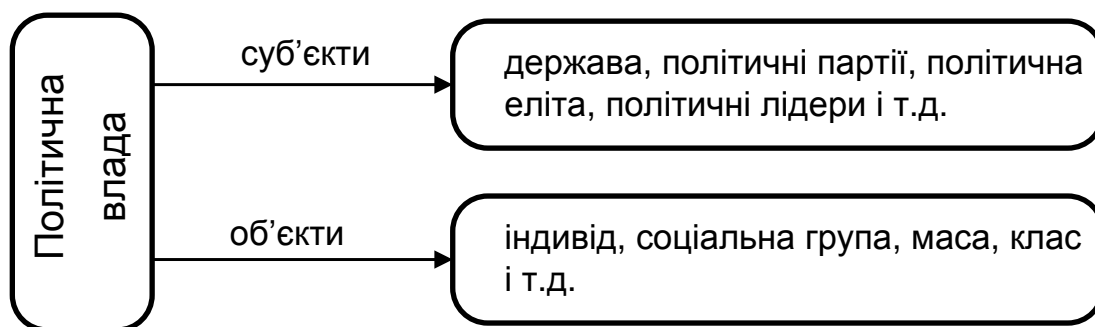 Політична
влада
суб’єкти
держава, політичні партії, політична
еліта, політичні лідери і т.д.
об’єкти
індивід, соціальна група, маса, клас
і т.д.